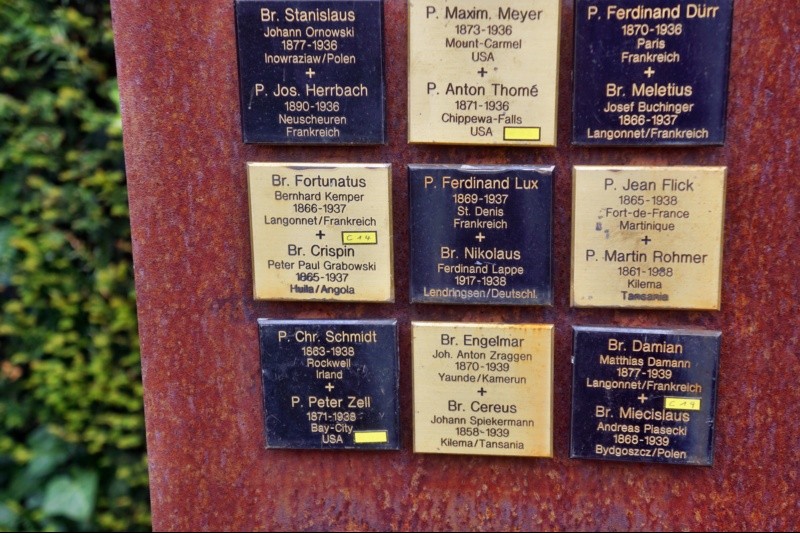 Br. Stanislaus
Johann Ornowski
1877-1936
Inowraziaw/Polen
+
P. Jos. Herrbach
1890-1936
Neuscheuren
Frankreich
P. Maxim. Meyer
1873-1936
Mount-Carmel
USA
+
P. Anton Thomé
1871-1936
Chippewa-Falls
USA
P. Ferdinand Dürr
1870-1936
Paris
Frankreich
+
Br. Meletius
Josef Buchinger
1866-1937
Langonnet/Frankreich
Br. Fortunatus
Bernhard Kemper
1866-1937
Langonnet/Frankreich
+
C 14
Br. Crispin
Peter Paul Grabowski
1865-1937
Huila/Angola
P. Ferdinand Lux
1869-1937
St. Denis
Frankreich
+
Br. Nikolaus
Ferdinand Lappe
1917-1938
Lendringsen/Deutschl.
P. Jean Flick
1865-1938
Fort-de-France
Martinique
+
P. Martin Rohmer
1861-1938
Kilema
Tansania
P. Chr. Schmidt
1863-1938
Rockwell
Irland
+
P. Peter Zell
1871-1938
Bay-City
USA
Br. Engelmar
Joh. Anton Zraggen
1870-1939
Yaunde/Kamerun
+
Br. Cereus
Johann Spiekermann
1858-1939
Kilema/Tansania
Br. Damian
Matthias Damann
1877-1939
Langonnet/Frankreich
+
C 14
Br. Miecislaus
Andreas Piasecki
1868-1939
Bydgoszcz/Polen